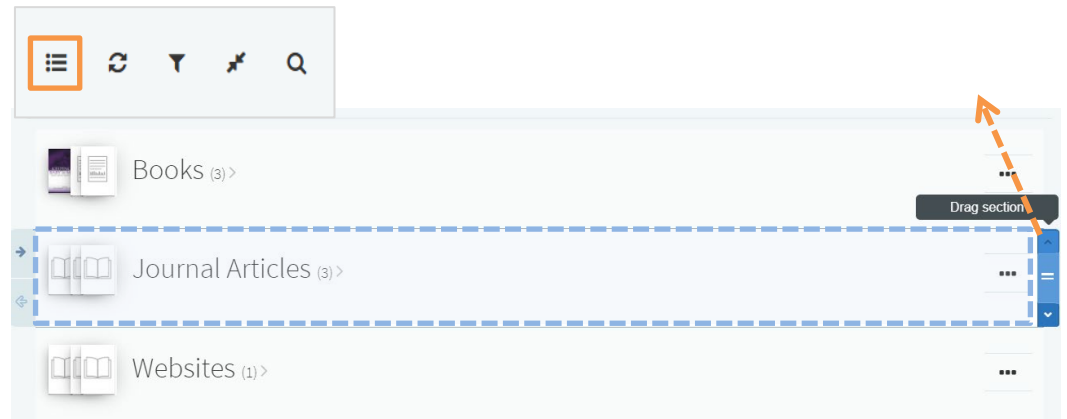 Books (3) >
Drag section
Journal Articles (3) >
Websites (1) >